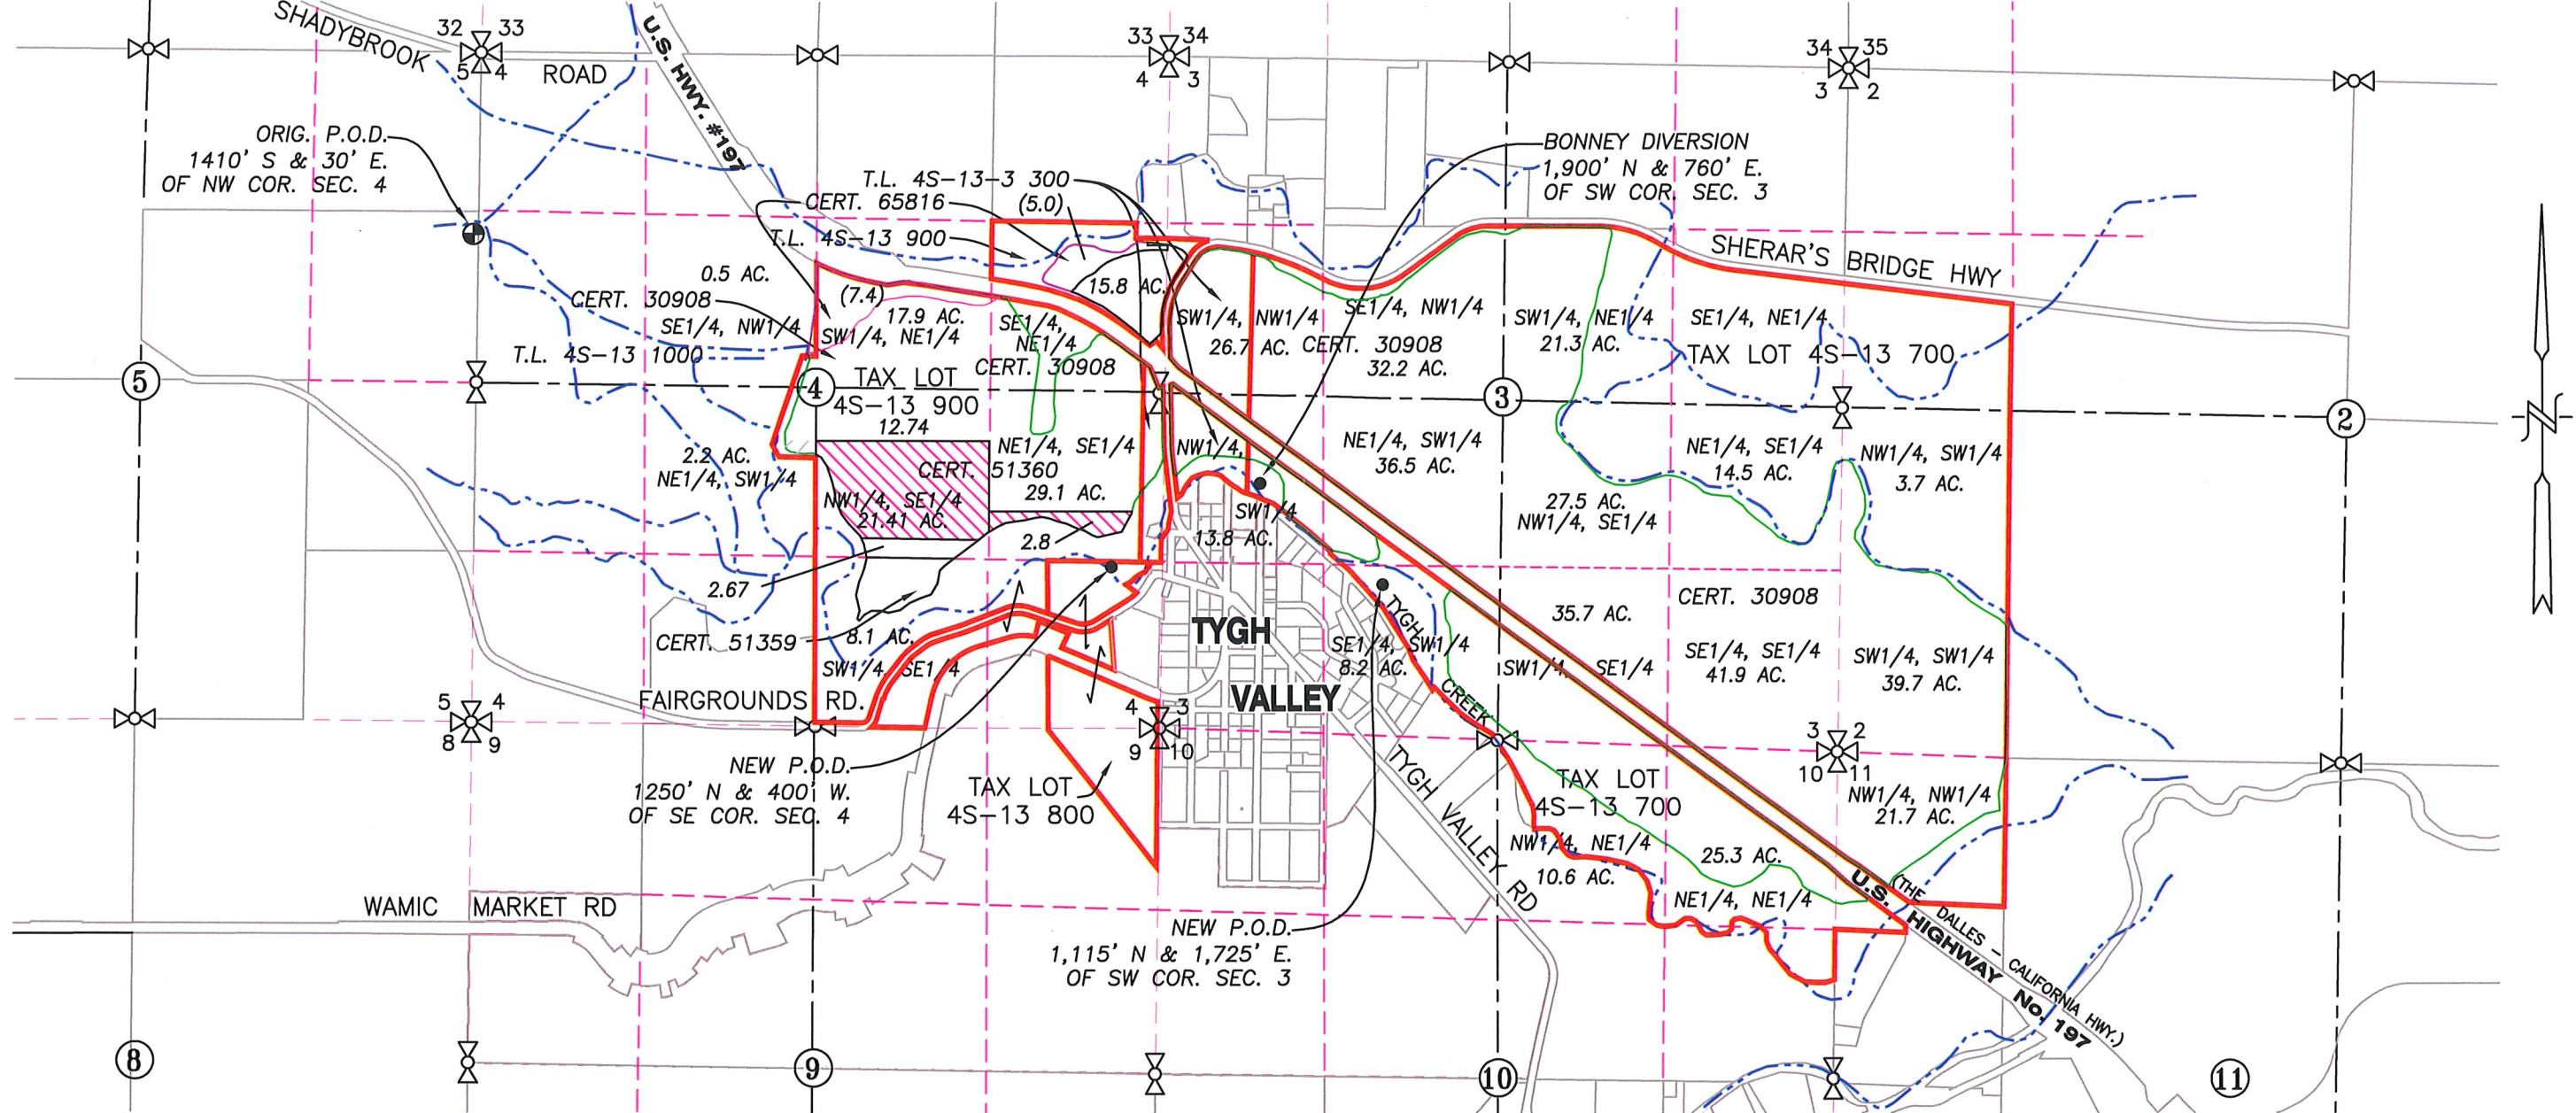 SHADYBROOK
ROAD
U.S. HWY. #197
32 33
5 4
33 34
4 3
34 35
3 2
ORIG. P.O.D.
1410' S & 30' E.
OF NW COR. SEC. 4
T.L. 4S-13-3 300
CERT. 65816
(5.0)
T.L. 4S-13 900
BONNEY DIVERSION
1,900' N & 760' E.
OF SW COR. SEC. 3
SHERAR'S BRIDGE HWY
0.5 AC.
CERT. 30908
SE1/4, NW1/4
T.L. 4S-13 1000
(7.4)
17.9 AC.
SW1/4, NE1/4
15.8 AC.
SE1/4,
NE1/4
CERT. 30908
SW1/4, NW1/4
26.7 AC.
SE1/4, NW1/4
CERT. 30908
32.2 AC.
SW1/4, NE1/4
21.3 AC.
SE1/4, NE1/4
TAX LOT 4S-13 700
5
4
3
2
TAX LOT
4S-13 900
12.74
2.2 AC.
NE1/4, SW1/4
CERT. 51360
NW1/4, SE1/4
21.41 AC.
NE1/4, SE1/4
29.1 AC.
NW1/4,
SW1/4
13.8 AC.
NE1/4, SW1/4
36.5 AC.
27.5 AC.
NW1/4, SE1/4
NE1/4, SE1/4
14.5 AC.
NW1/4, SW1/4
3.7 AC.
N
2.8
2.67
CERT. 51359
8.1 AC.
SW1/4, SE1/4
FAIRGROUNDS RD.
TYGH
VALLEY
TYGH
CREEK
SE1/4, SW1/4
8.2 AC.
35.7 AC.
SW1/4, SE1/4
CERT. 30908
SE1/4, SE1/4
41.9 AC.
SW1/4, SW1/4
39.7 AC.
5 4
8 9
4 3
9 10
3 2
10 11
NEW P.O.D.
1250' N & 400' W.
OF SE COR. SEC. 4
TAX LOT
4S-13 800
TYGH VALLEY RD
TAX LOT
4S-13 700
NW1/4, NE1/4
10.6 AC.
25.3 AC.
NE1/4, NE1/4
NW1/4, NW1/4
21.7 AC.
WAMIC MARKET RD
NEW P.O.D.
1,115' N & 1,725' E.
OF SW COR. SEC. 3
U.S. HIGHWAY No. 197
(THE DALLES - CALIFORNIA HWY.)
8
9
10
11